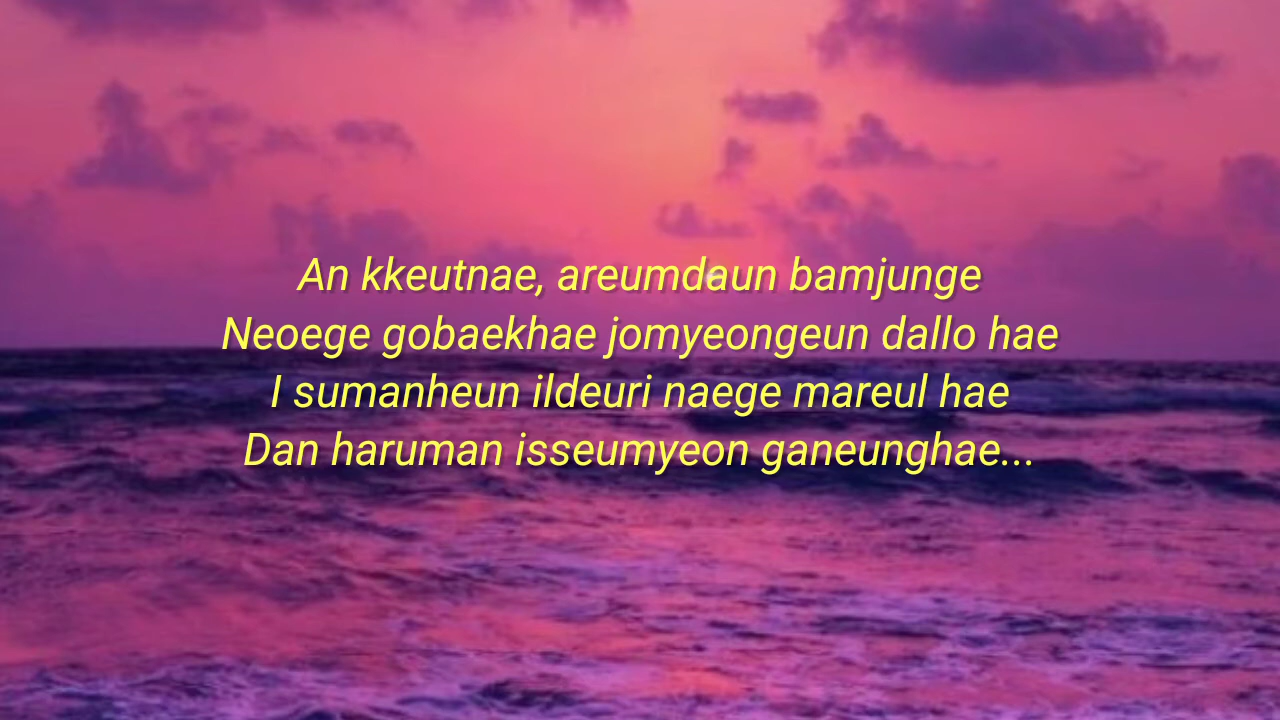 An kkeutnae, areumdaun bamjunge
Neoege gobaekhae jomyeongeun dallo hae
I sumanheun ildeuri naege mareul hae
Dan haruman isseumyeon ganeunghae...